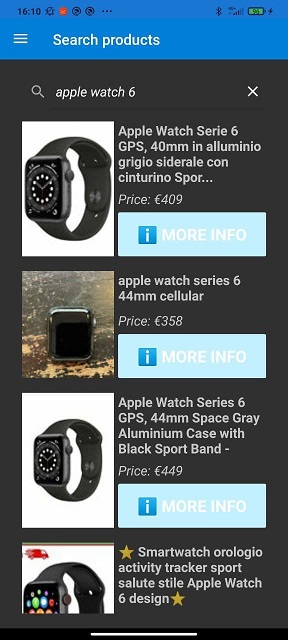 16:10
Search products
apple watch 6
Apple Watch Serie 6
GPS, 40mm in alluminio
grigio siderale con
cinturino Spor...
Price: €409
MORE INFO
apple watch series 6
44mm cellular
Price: €358
MORE INFO
Apple Watch Series 6
GPS, 44mm Space Gray
Aluminium Case with
Black Sport Band -
Price: €449
MORE INFO
⭐ Smartwatch orologio
activity tracker sport
salute stile Apple Watch
6 design⭐